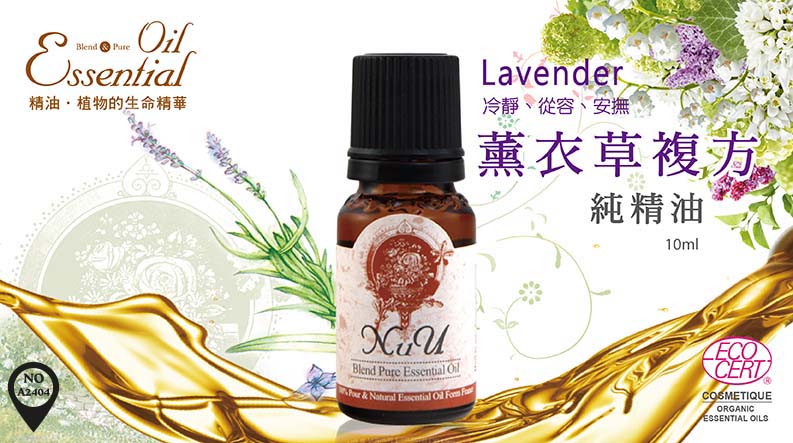 Essential Oil
Blend & Pure
精油・植物的生命精華
Lavender
冷靜、從容、安撫
薰衣草複方
純精油
10ml
NuU
Blend Pure Essential Oil
100% Pour & Natural Essential Oil Form France
NO
A2404
ECO
CERT®
COSMETIQUE
ORGANIC
ESSENTIAL OILS